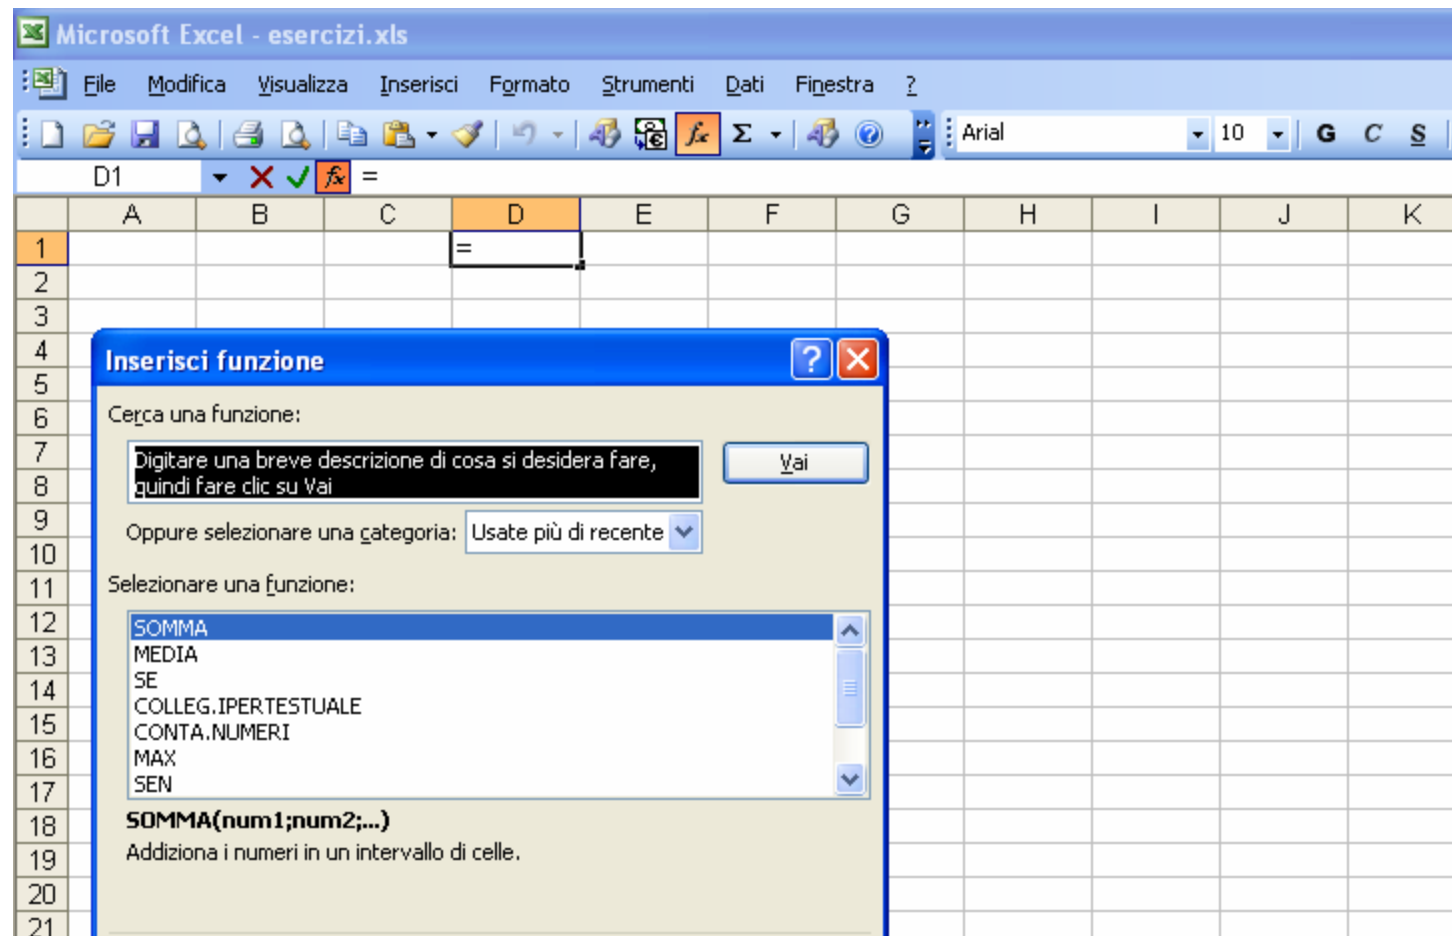 Microsoft Excel - esercizi.xls
File Modifica Visualizza Inserisci Formato Strumenti Dati Finestra ?
Arial 10 G C S
D1 fx =
A B C D E F G H I J K
1 =
2
3
4
Inserisci funzione
5
6 Cerca una funzione:
7 Digitare una breve descrizione di cosa si desidera fare, Vai
8 quindi fare clic su Vai
9
Oppure selezionare una categoria: Usate più di recente
10
11 Selezionare una funzione:
12 SOMMA
13 MEDIA
14 SE
COLLEG.IPERTESTUALE
15 CONTA.NUMERI
16 MAX
17 SEN
18 SOMMA(num1;num2;...)
19 Addiziona i numeri in un intervallo di celle.
20
21